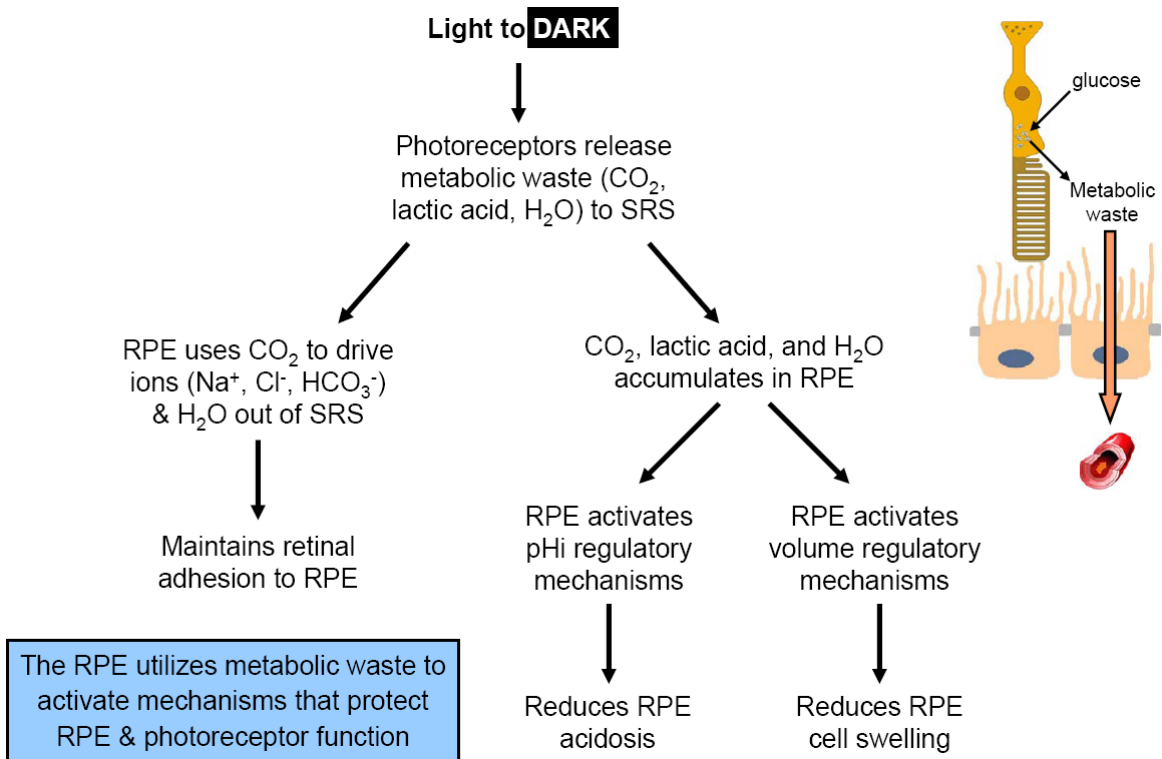 Light to DARK
Photoreceptors release
metabolic waste (CO₂,
lactic acid, H₂O) to SRS
RPE uses CO₂ to drive
ions (Na⁺, Cl⁻, HCO₃⁻)
& H₂O out of SRS
Maintains retinal
adhesion to RPE
CO₂, lactic acid, and H₂O
accumulates in RPE
RPE activates
pHi regulatory
mechanisms
Reduces RPE
acidosis
RPE activates
volume regulatory
mechanisms
Reduces RPE
cell swelling
The RPE utilizes metabolic waste to
activate mechanisms that protect
RPE & photoreceptor function
glucose
Metabolic
waste